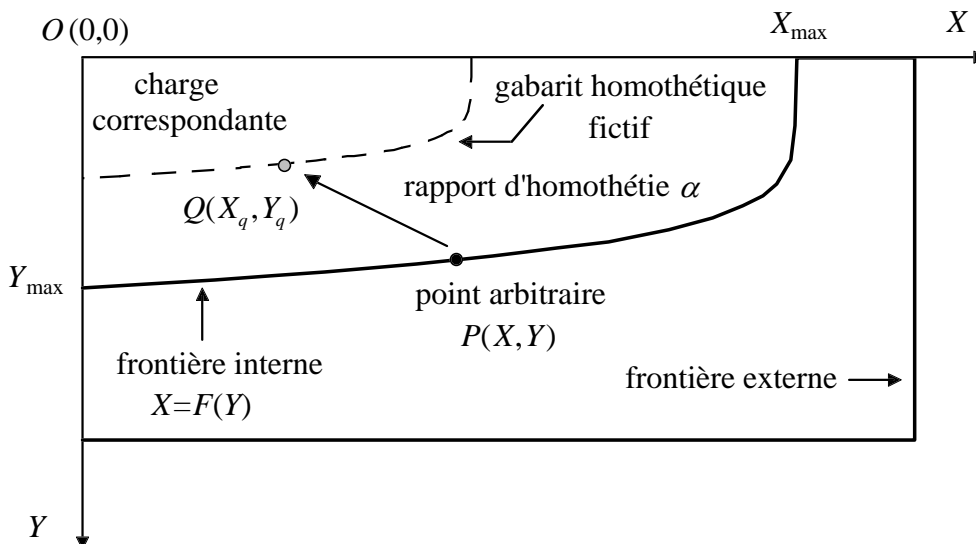 O (0,0)
X_max
X
charge
correspondante
gabarit homothétique
fictif
rapport d'homothétie α
Q(X_q, Y_q)
Y_max
point arbitraire
P(X, Y)
frontière interne
X=F(Y)
frontière externe
Y